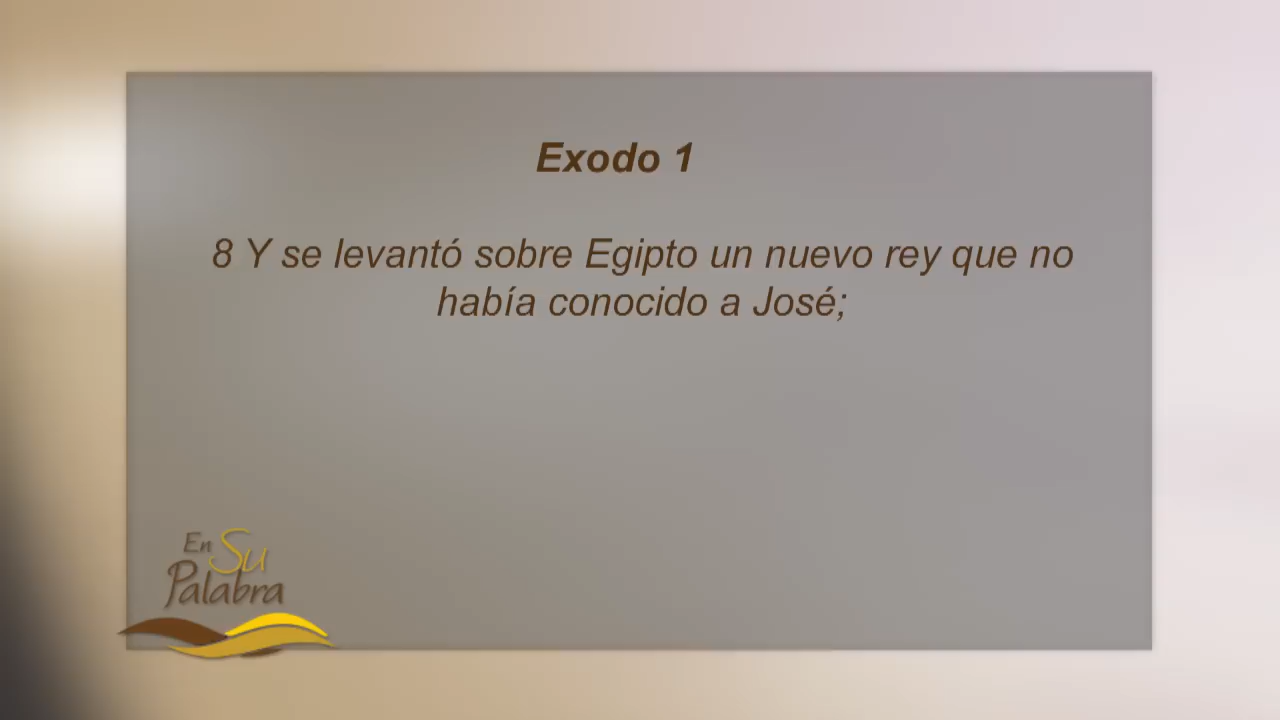 Exodo 1
8 Y se levantó sobre Egipto un nuevo rey que no
había conocido a José;
En Su
Palabra